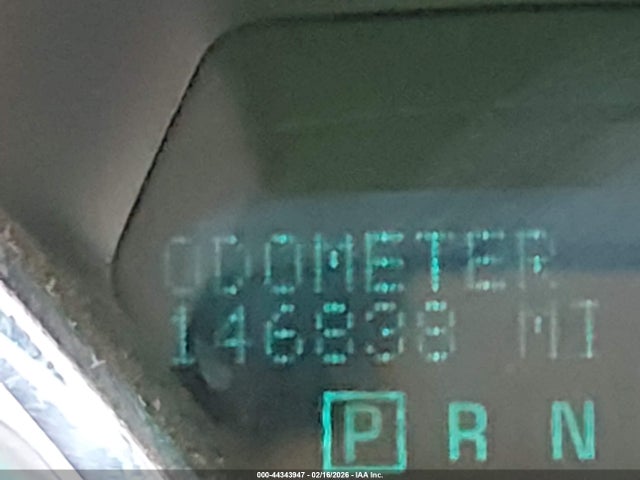 ODOMETER
146838 MI
P R N
000-44343947 - 02/16/2026 - IAA Inc.